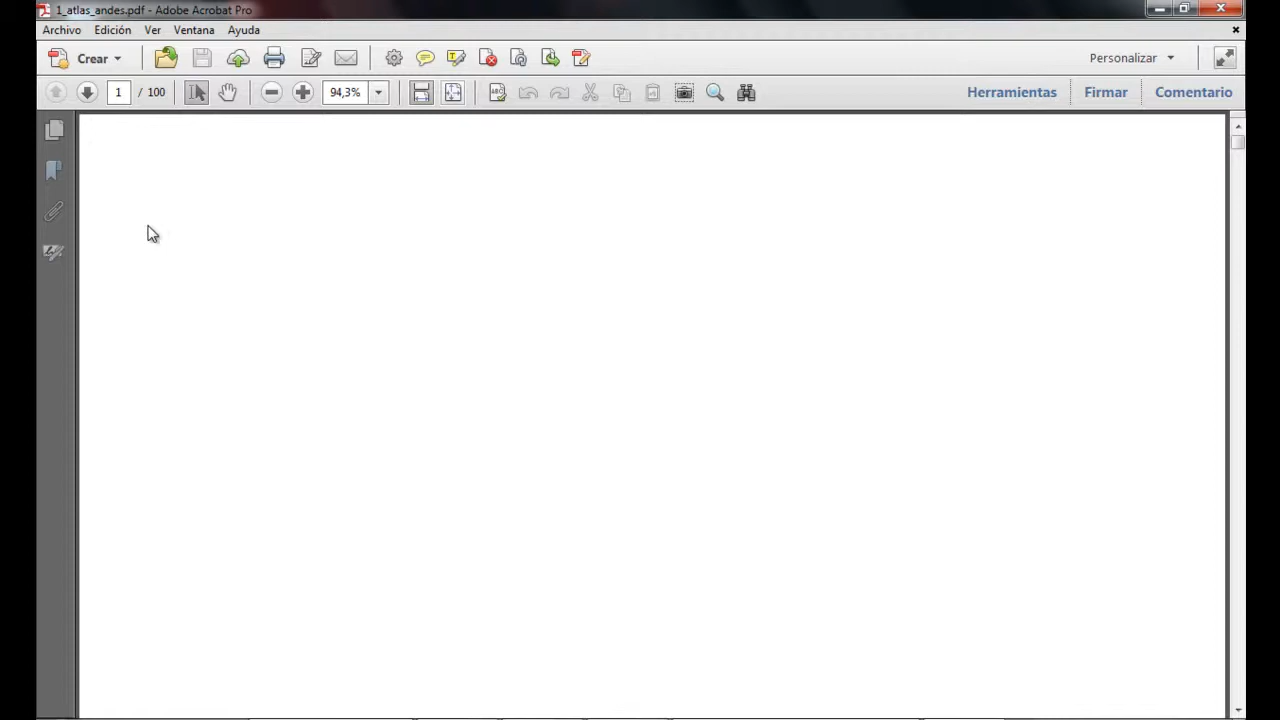 1_atlas_andes.pdf - Adobe Acrobat Pro
Archivo Edición Ver Ventana Ayuda
Crear Personalizar
1 / 100 94,3% Herramientas Firmar Comentario